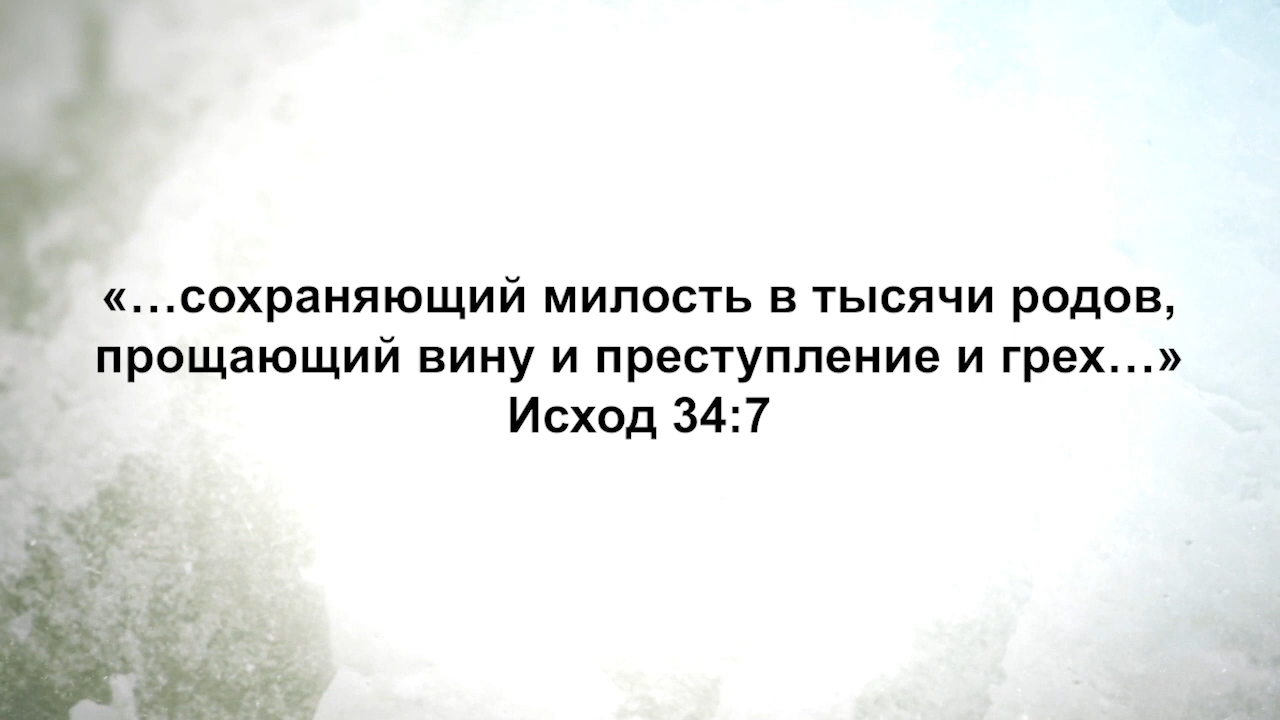 «…сохраняющий милость в тысячи родов,
прощающий вину и преступление и грех…»
Исход 34:7